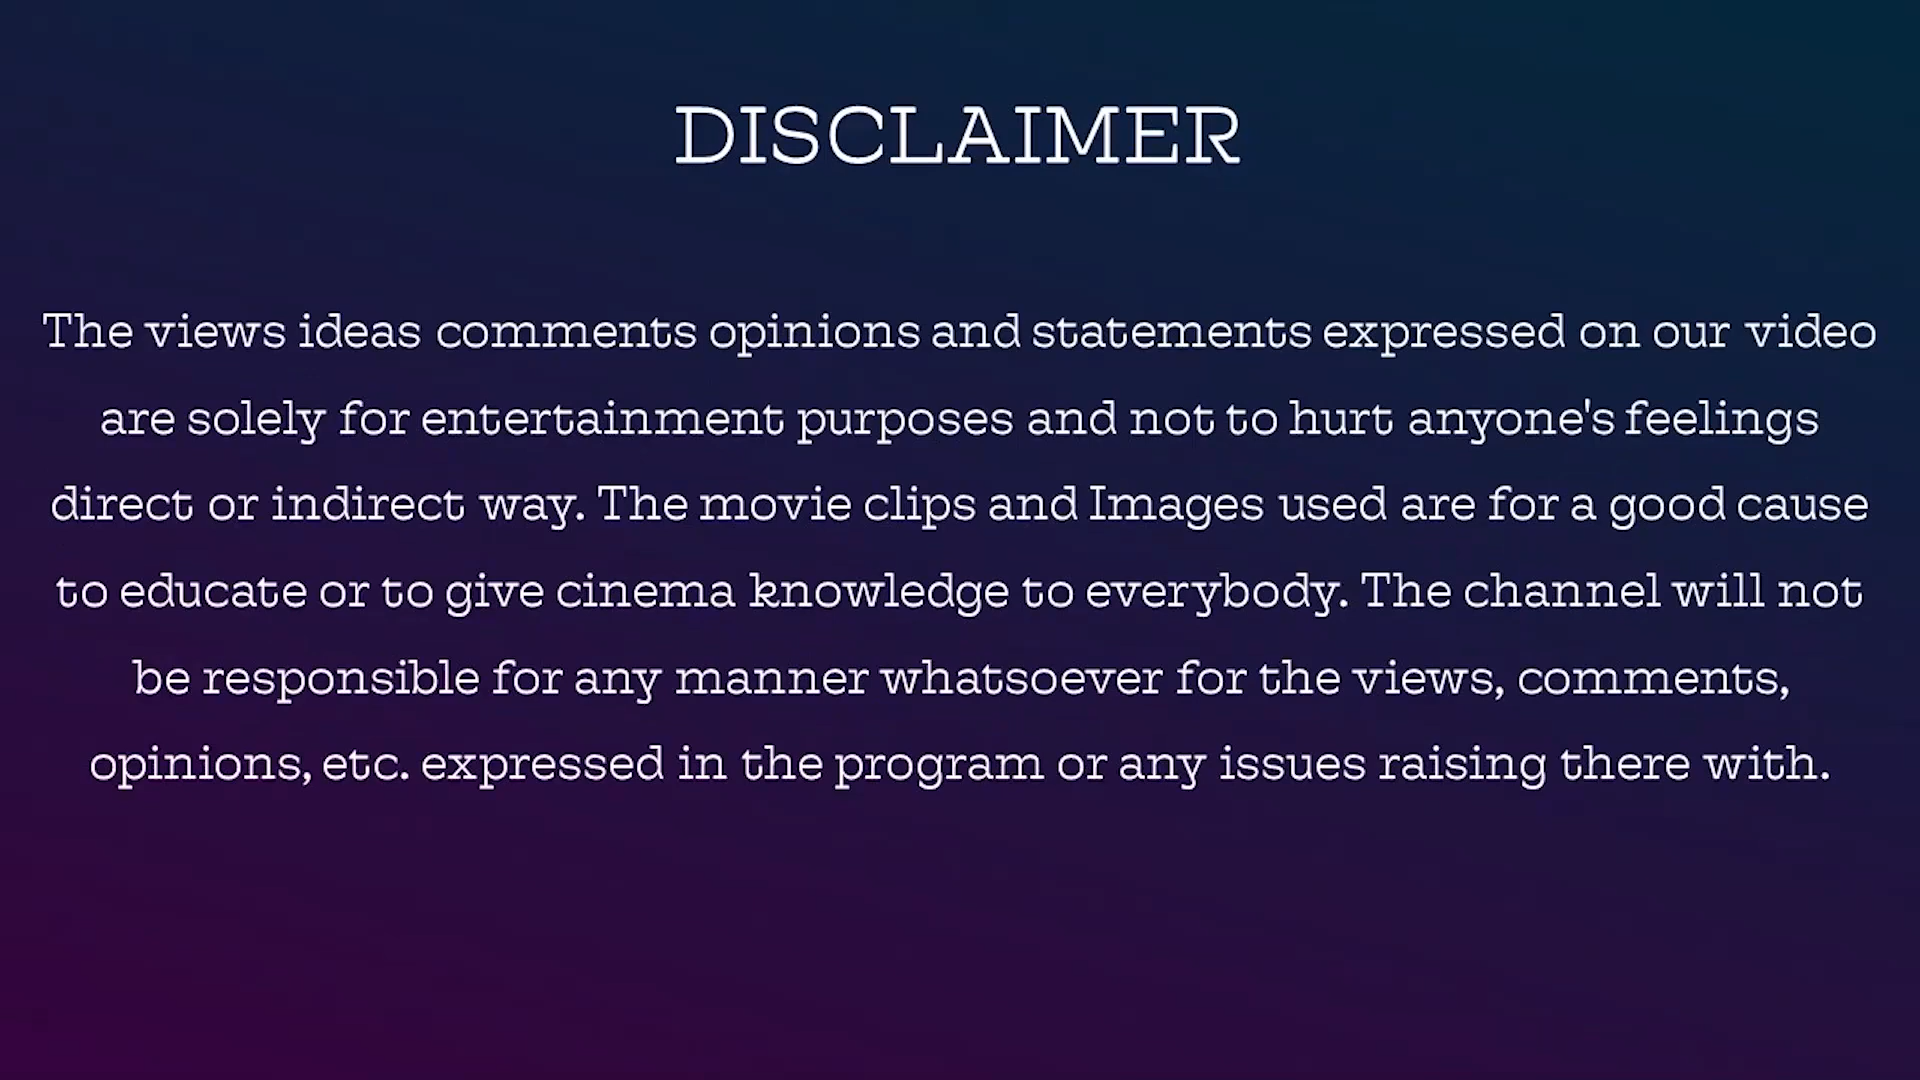 DISCLAIMER
The views ideas comments opinions and statements expressed on our video
are solely for entertainment purposes and not to hurt anyone's feelings
direct or indirect way. The movie clips and Images used are for a good cause
to educate or to give cinema knowledge to everybody. The channel will not
be responsible for any manner whatsoever for the views, comments,
opinions, etc. expressed in the program or any issues raising there with.